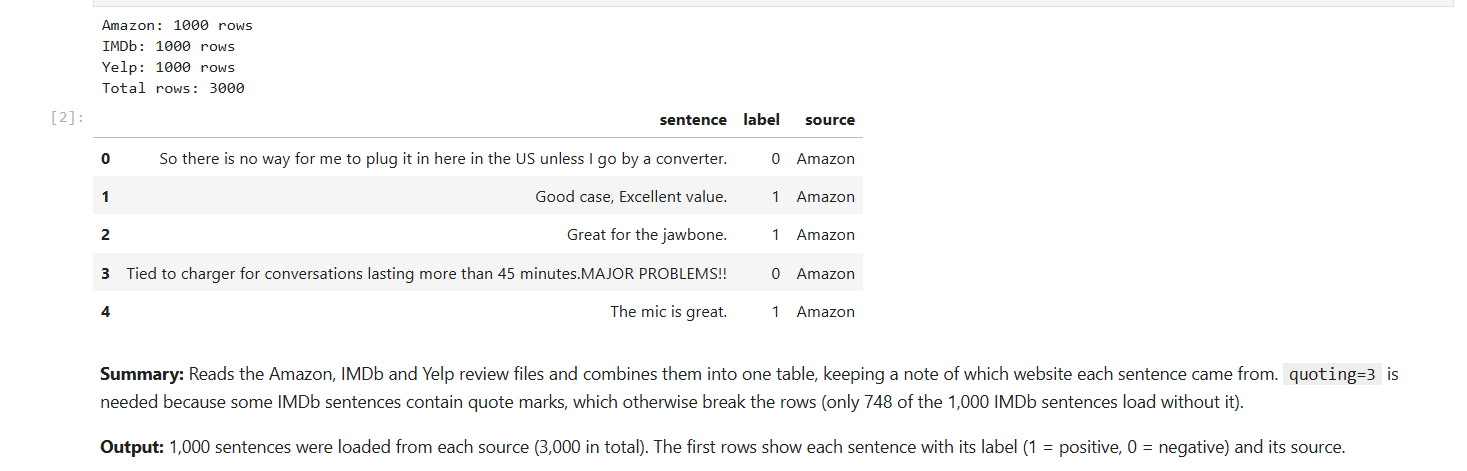 Amazon: 1000 rows
IMDb: 1000 rows
Yelp: 1000 rows
Total rows: 3000
[2]:
sentence label source
0 So there is no way for me to plug it in here in the US unless I go by a converter. 0 Amazon
1 Good case, Excellent value. 1 Amazon
2 Great for the jawbone. 1 Amazon
3 Tied to charger for conversations lasting more than 45 minutes.MAJOR PROBLEMS!! 0 Amazon
4 The mic is great. 1 Amazon
Summary: Reads the Amazon, IMDb and Yelp review files and combines them into one table, keeping a note of which website each sentence came from. quoting=3 is
needed because some IMDb sentences contain quote marks, which otherwise break the rows (only 748 of the 1,000 IMDb sentences load without it).
Output: 1,000 sentences were loaded from each source (3,000 in total). The first rows show each sentence with its label (1 = positive, 0 = negative) and its source.